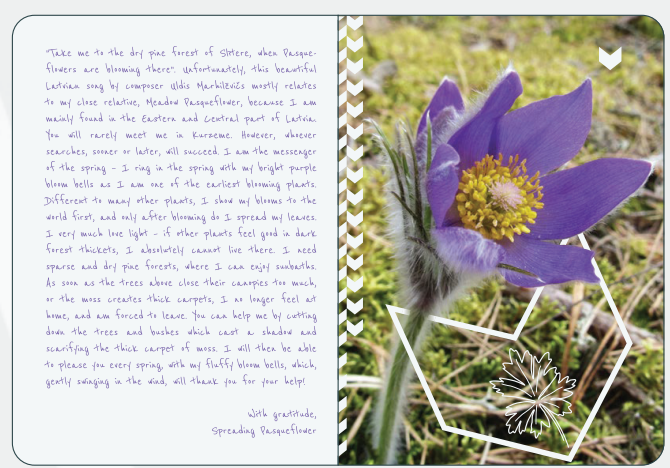 "Take me to the dry pine forest of Slītere, when Pasque-
flowers are blooming there". Unfortunately, this beautiful
Latvian song by composer Uldis Marhilēvičs mostly relates
to my close relative, Meadow Pasqueflower, because I am
mainly found in the Eastern and Central part of Latvia.
You will rarely meet me in Kurzeme. However, whoever
searches, sooner or later, will succeed. I am the messenger
of the spring – I ring in the spring with my bright purple
bloom bells as I am one of the earliest blooming plants.
Different to many other plants, I show my blooms to the
world first, and only after blooming do I spread my leaves.
I very much love light – if other plants feel good in dark
forest thickets, I absolutely cannot live there. I need
sparse and dry pine forests, where I can enjoy sunbaths.
As soon as the trees above close their canopies too much,
or the moss creates thick carpets, I no longer feel at
home, and am forced to leave. You can help me by cutting
down the trees and bushes which cast a shadow and
scarifying the thick carpet of moss. I will then be able
to please you every spring, with my fluffy bloom bells, which,
gently swinging in the wind, will thank you for your help!
With gratitude,
Spreading Pasqueflower